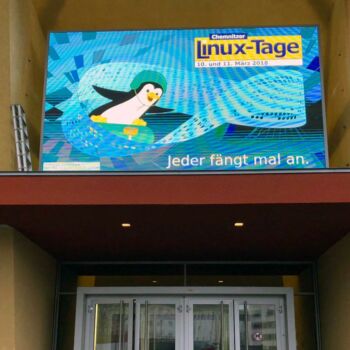 Chemnitzer
Linux-Tage
10. und 11. März 2018
Jeder fängt mal an.